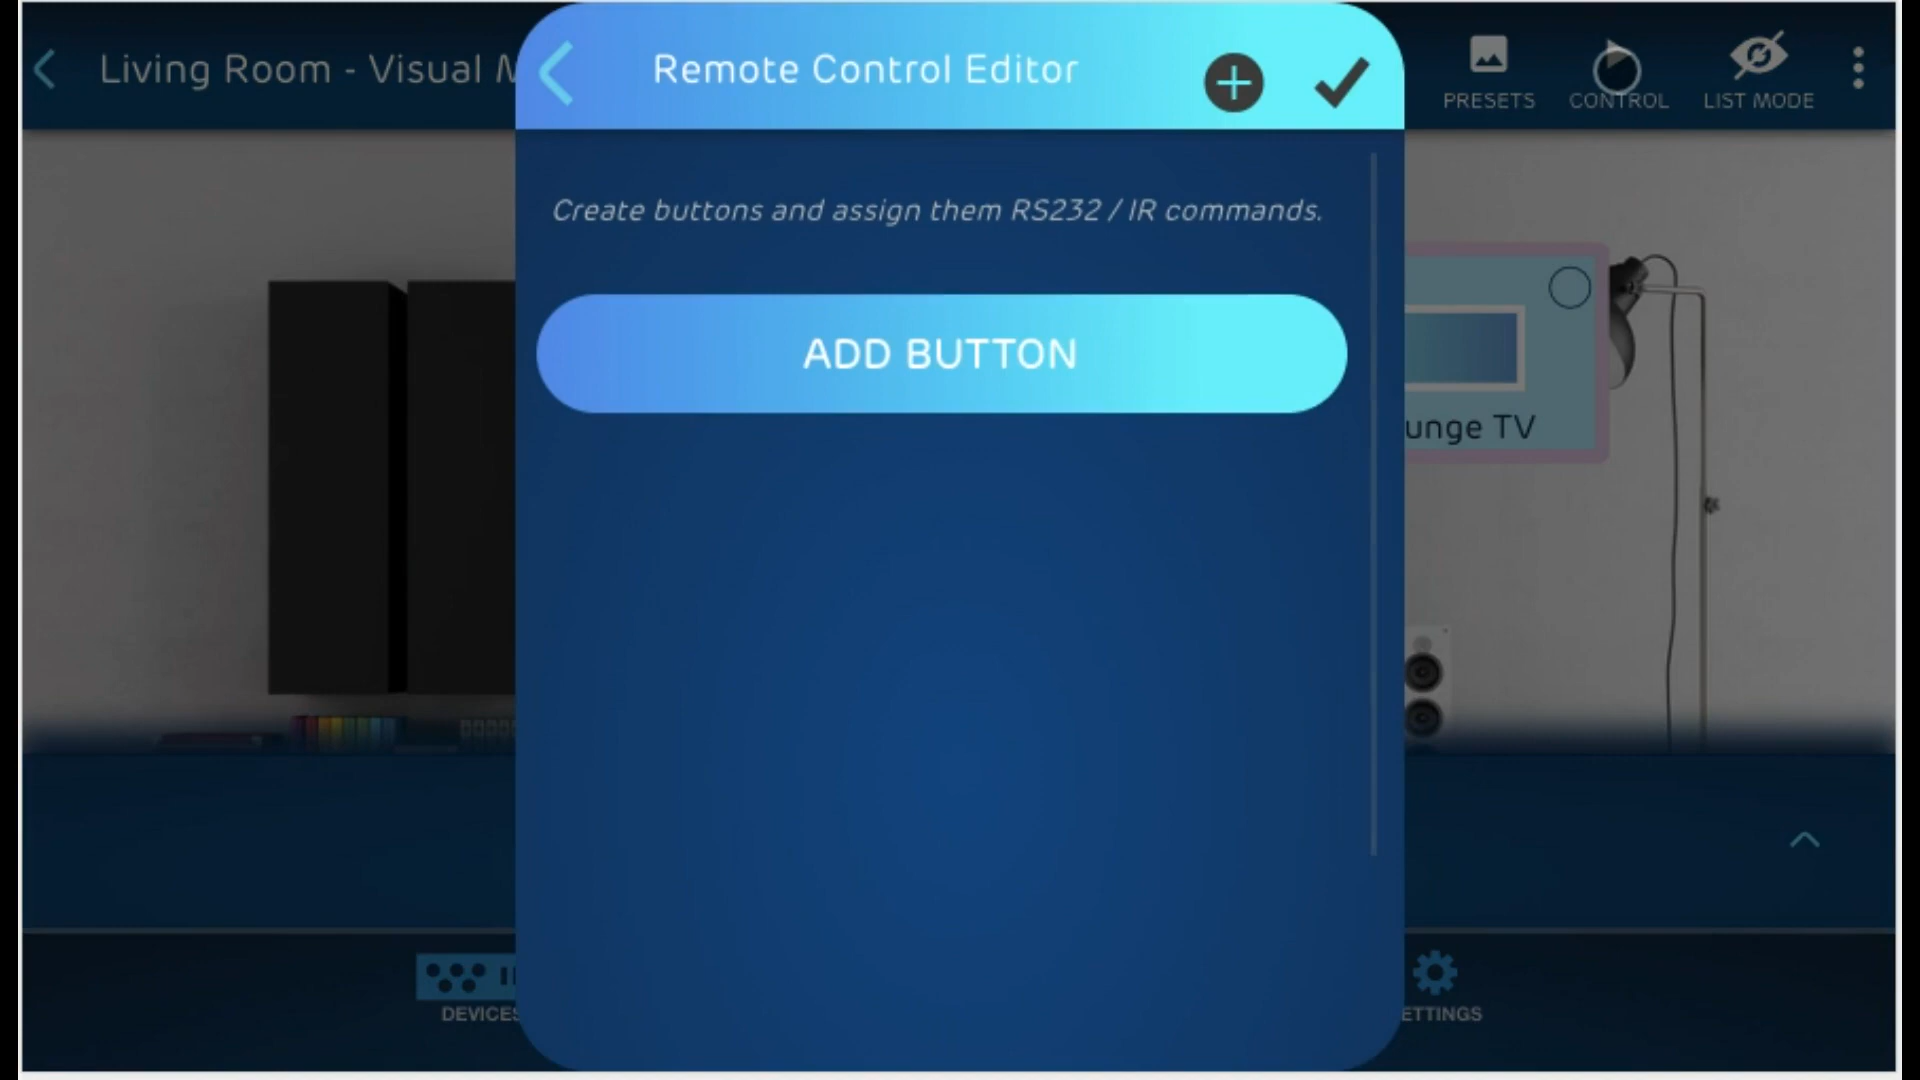 Living Room - Visual M
Remote Control Editor
PRESETS
CONTROL
LIST MODE
Create buttons and assign them RS232 / IR commands.
ADD BUTTON
unge TV
DEVICES
ETTINGS